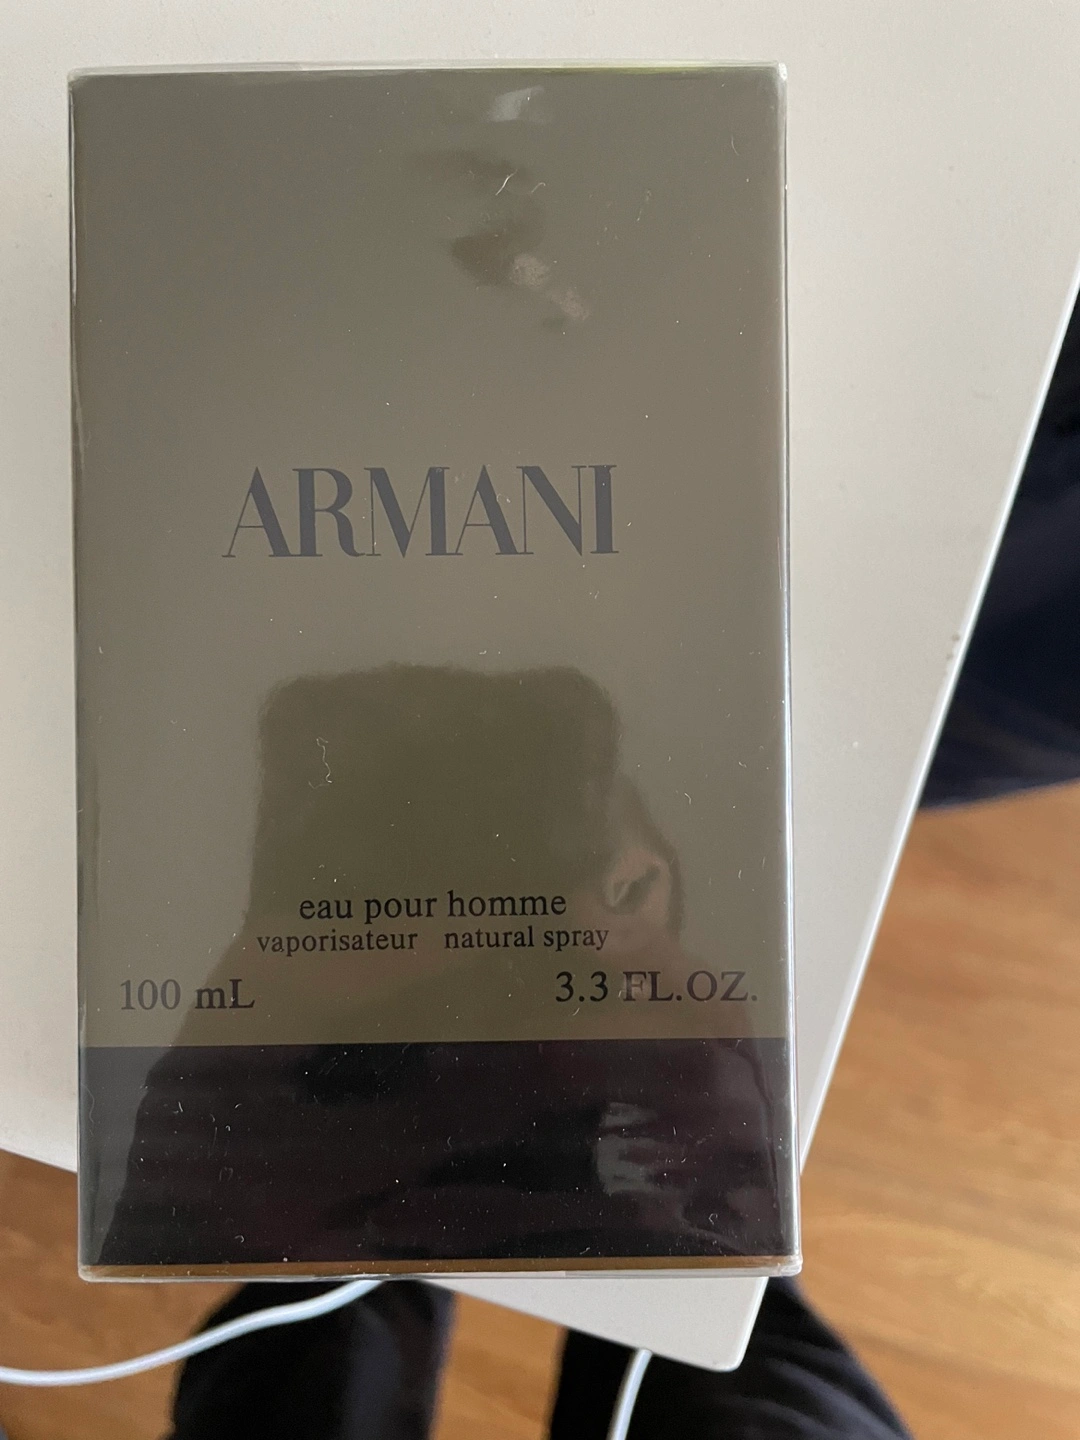 ARMANI
eau pour homme
vaporisateur natural spray
100 mL 3.3 FL.OZ.